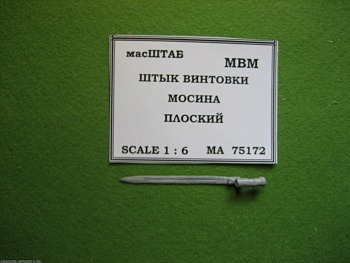 масШТАБ МВМ
ШТЫК ВИНТОВКИ
МОСИНА
ПЛОСКИЙ
SCALE 1 : 6 МА 75172